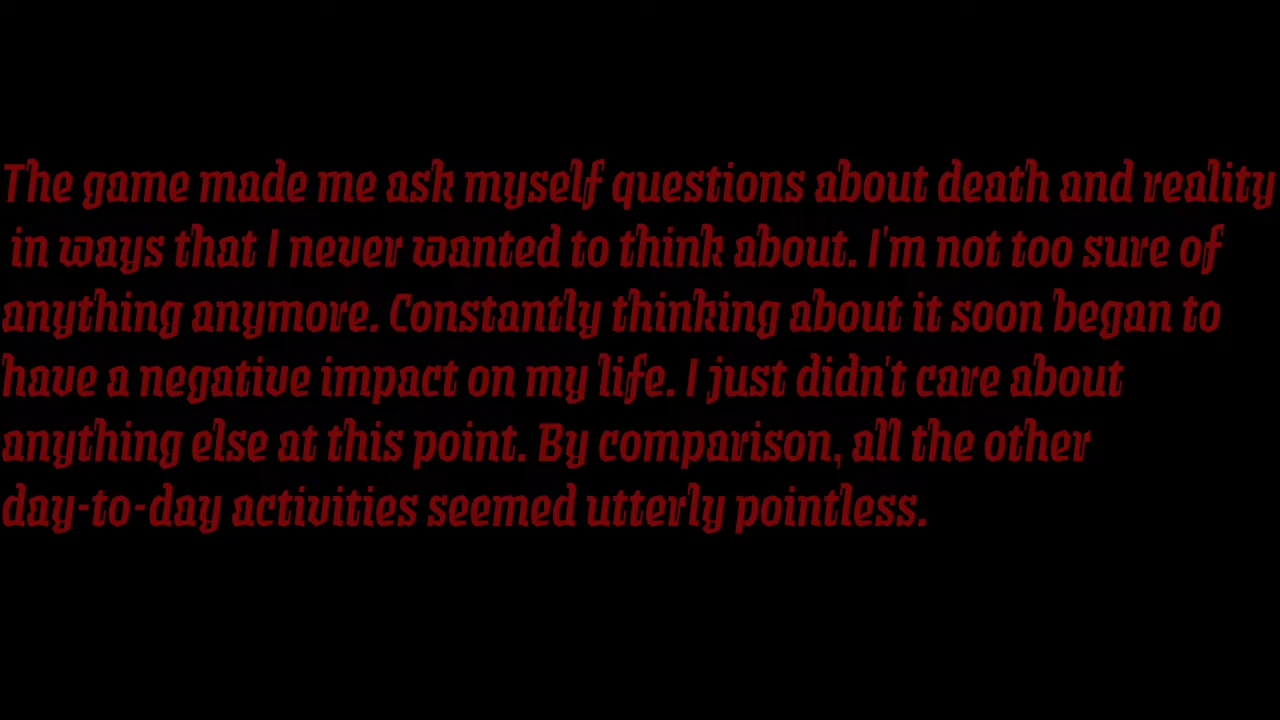 The game made me ask myself questions about death and reality
in ways that I never wanted to think about. I'm not too sure of
anything anymore. Constantly thinking about it soon began to
have a negative impact on my life. I just didn't care about
anything else at this point. By comparison, all the other
day-to-day activities seemed utterly pointless.